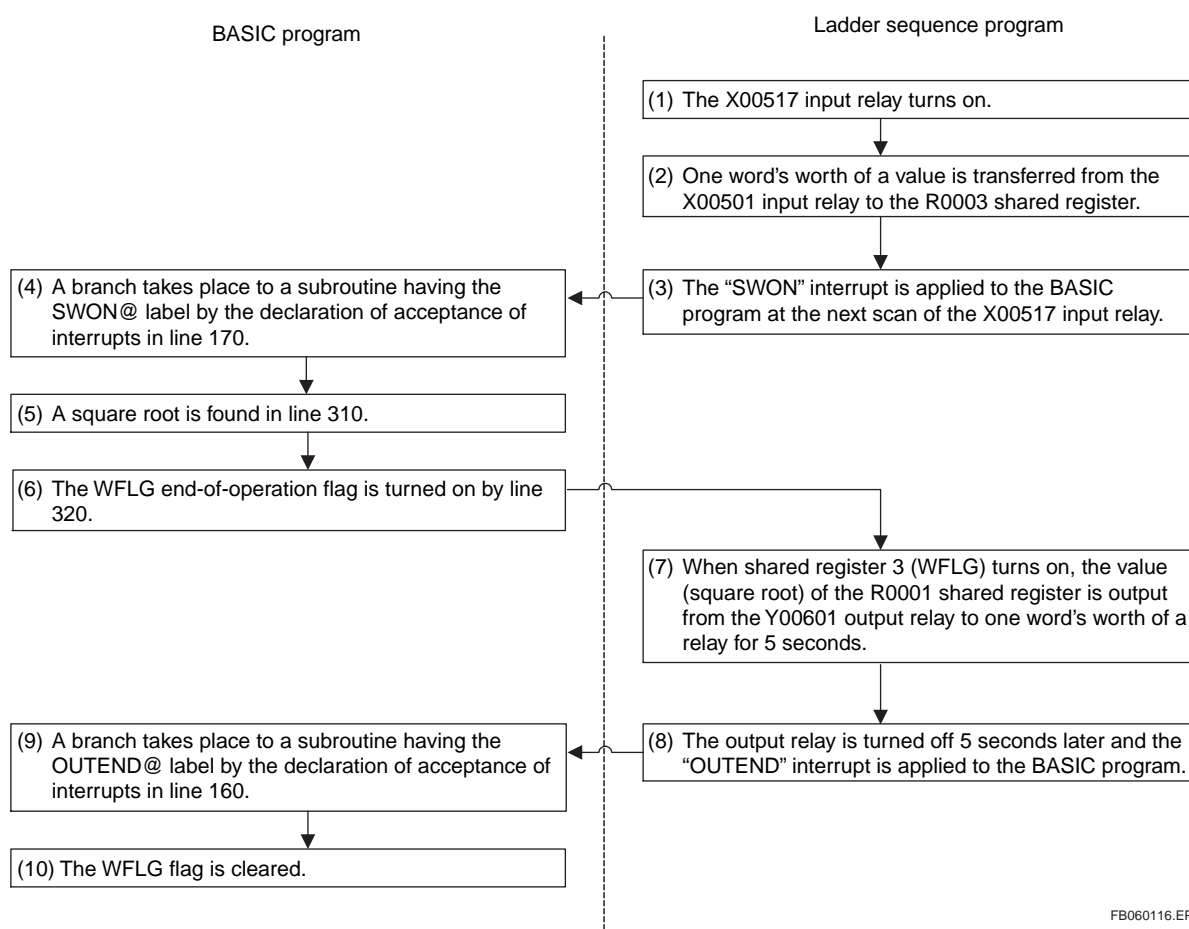 BASIC program
Ladder sequence program
(1) The X00517 input relay turns on.
(2) One word's worth of a value is transferred from the
X00501 input relay to the R0003 shared register.
(3) The “SWON” interrupt is applied to the BASIC
program at the next scan of the X00517 input relay.
(4) A branch takes place to a subroutine having the
SWON@ label by the declaration of acceptance of
interrupts in line 170.
(5) A square root is found in line 310.
(6) The WFLG end-of-operation flag is turned on by line
320.
(7) When shared register 3 (WFLG) turns on, the value
(square root) of the R0001 shared register is output
from the Y00601 output relay to one word's worth of a
relay for 5 seconds.
(8) The output relay is turned off 5 seconds later and the
“OUTEND” interrupt is applied to the BASIC program.
(9) A branch takes place to a subroutine having the
OUTEND@ label by the declaration of acceptance of
interrupts in line 160.
(10) The WFLG flag is cleared.